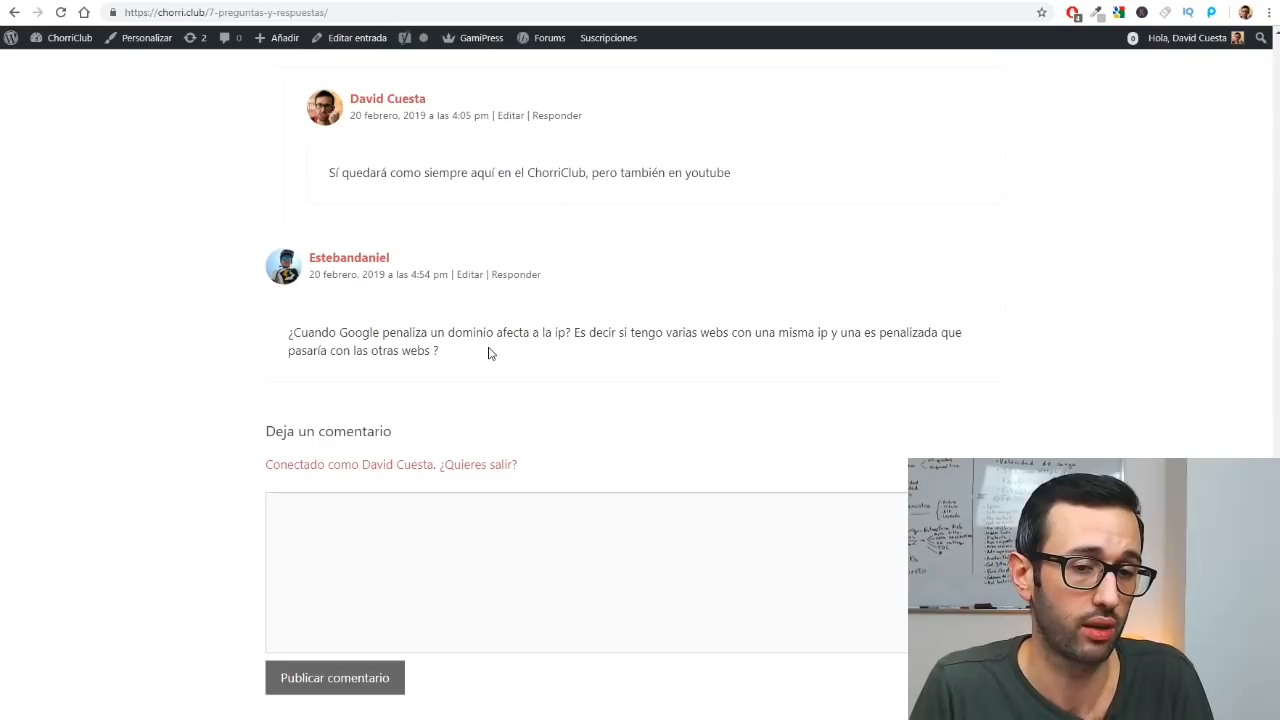 https://chorri.club/7-preguntas-y-respuestas/
ChorriClub Personalizar 2 0 Añadir Editar entrada GamiPress Forums Suscripciones 0 Hola, David Cuesta
David Cuesta
20 febrero, 2019 a las 4:05 pm | Editar | Responder
Sí quedará como siempre aquí en el ChorriClub, pero también en youtube
Estebandaniel
20 febrero, 2019 a las 4:54 pm | Editar | Responder
¿Cuando Google penaliza un dominio afecta a la ip? Es decir si tengo varias webs con una misma ip y una es penalizada que
pasaría con las otras webs ?
Deja un comentario
Conectado como David Cuesta. ¿Quieres salir?
Velocidad de carga
Publicar comentario